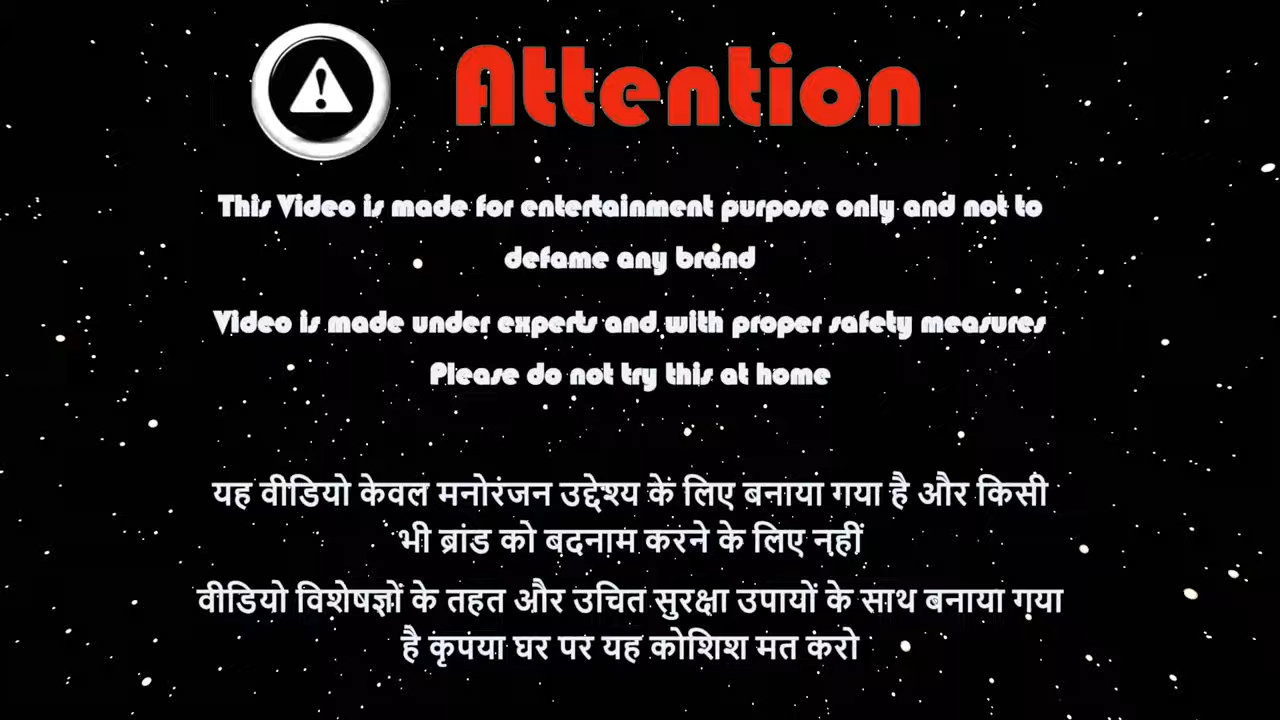 Attention
This Video is made for entertainment purpose only and not to
defame any brand
Video is made under experts and with proper safety measures
Please do not try this at home
यह वीडियो केवल मनोरंजन उद्देश्य के लिए बनाया गया है और किसी
भी ब्रांड को बदनाम करने के लिए नहीं
वीडियो विशेषज्ञों के तहत और उचित सुरक्षा उपायों के साथ बनाया गया
है कृपया घर पर यह कोशिश मत करो